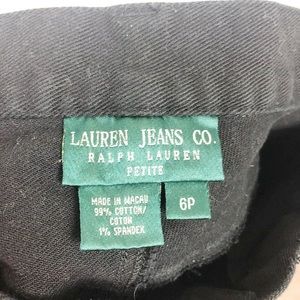 LAUREN JEANS CO.
RALPH LAUREN
PETITE
MADE IN MACAU
99% COTTON/
COTON
1% SPANDEX
6P